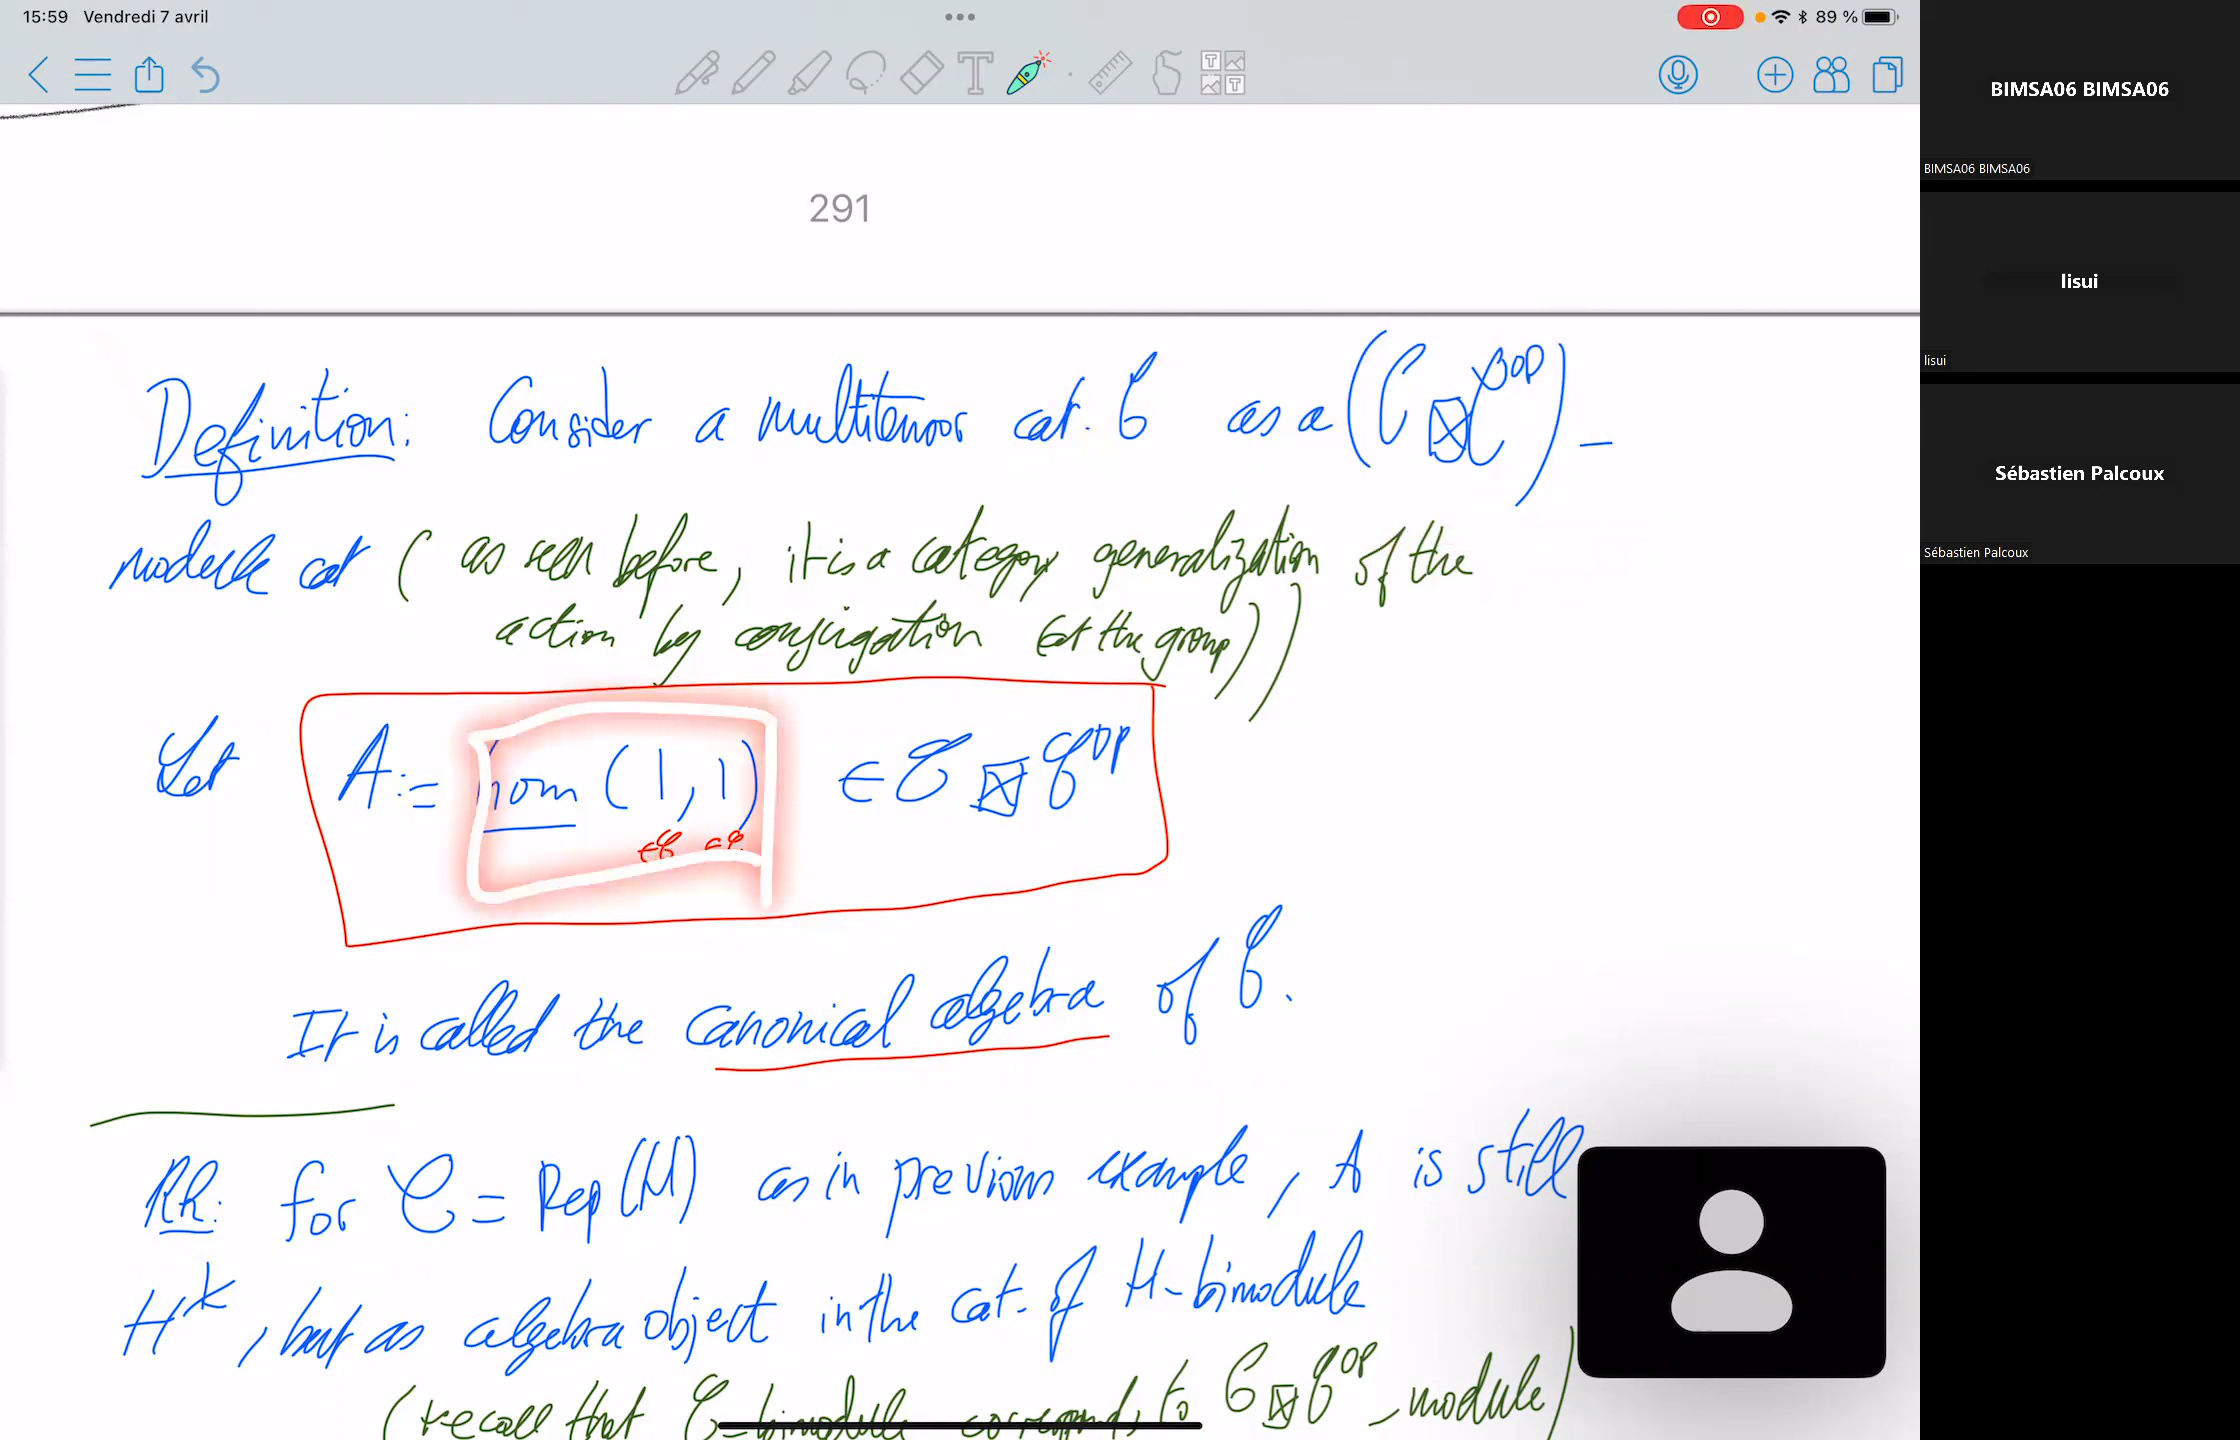 15:59 Vendredi 7 avril
89 %
291
Definition: Consider a multitensor cat. C as a (C ⊠ C^op) -
module cat ( as seen before, it is a category generalization of the
action by conjugation (of the group))
Let A := hom (1, 1) ∈ C ⊠ C^op
∈C ∈C
It is called the canonical algebra of C.
Rk: for C = Rep(H) as in previous example, A is still
H*, but as algebra object in the cat. of H-bimodule
(recall that C-bimodule correspond to C ⊠ C^op - module)
BIMSA06 BIMSA06
BIMSA06 BIMSA06
lisui
lisui
Sébastien Palcoux
Sébastien Palcoux